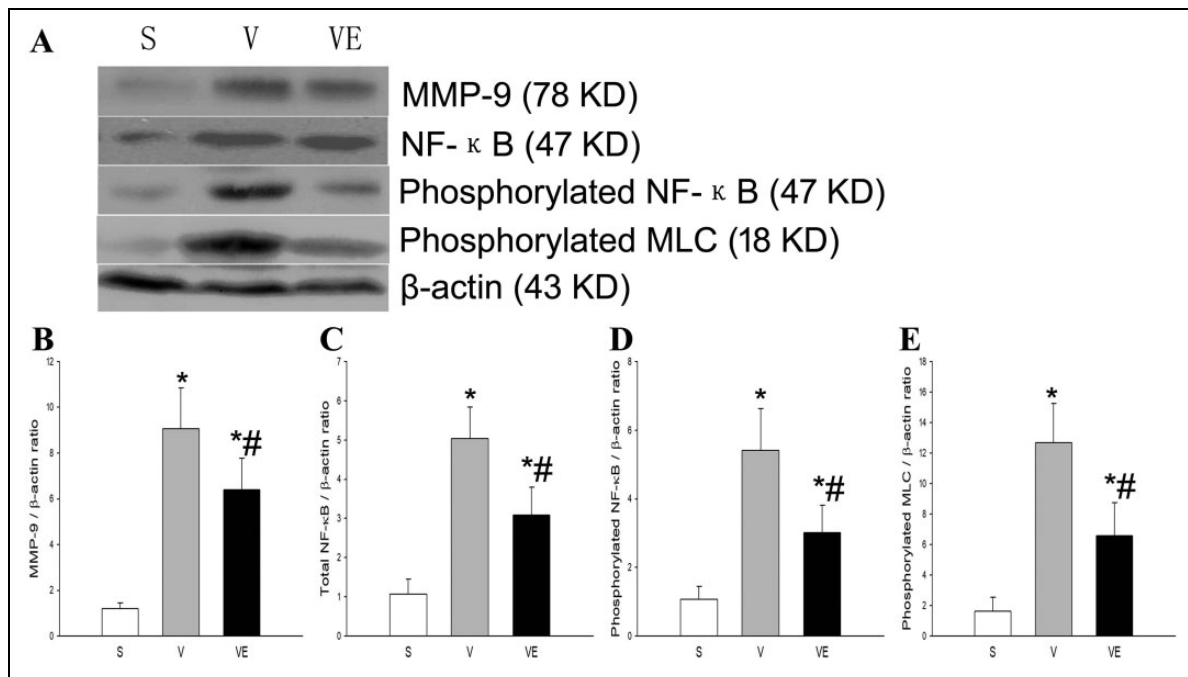 A
S V VE
MMP-9 (78 KD)
NF-κB (47 KD)
Phosphorylated NF-κB (47 KD)
Phosphorylated MLC (18 KD)
β-actin (43 KD)
B
MMP-9 / β-actin ratio
12
10
8
6
4
2
0
*
*#
S V VE
C
Total NF-κB / β-actin ratio
7
6
5
4
3
2
1
0
*
*#
S V VE
D
Phosphorylated NF-κB / β-actin ratio
8
6
4
2
0
*
*#
S V VE
E
Phosphorylated MLC / β-actin ratio
18
16
14
12
10
8
6
4
2
0
*
*#
S V VE